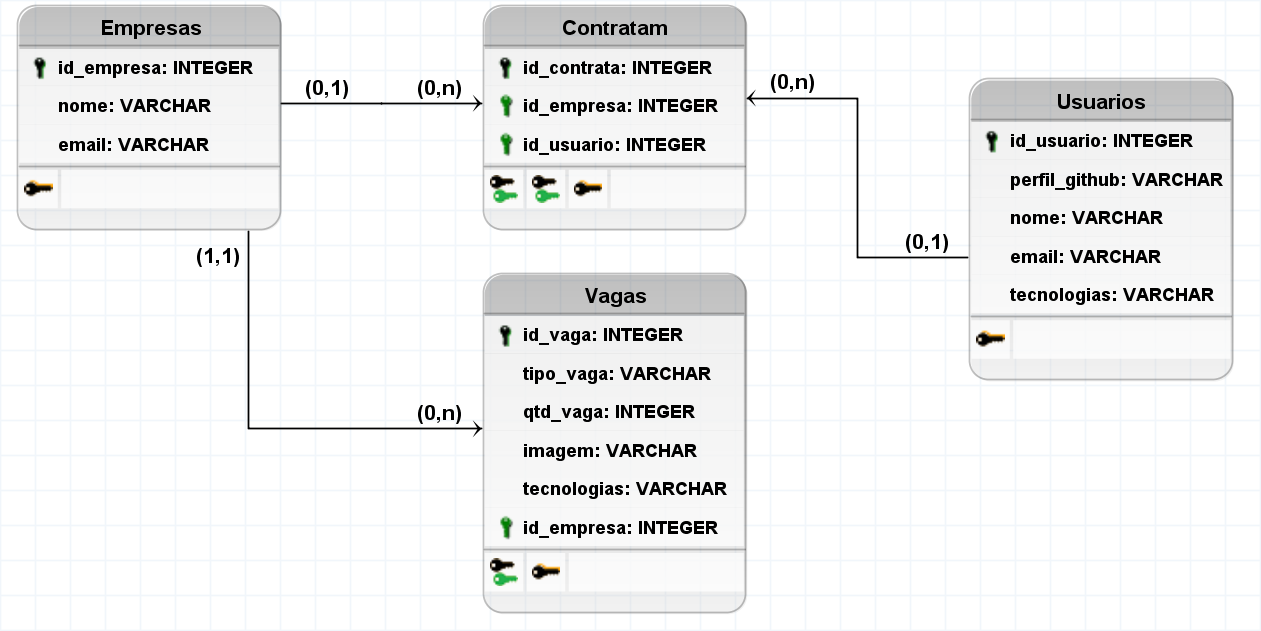 Empresas
id_empresa: INTEGER
nome: VARCHAR
email: VARCHAR
(0,1)
(0,n)
Contratam
id_contrata: INTEGER
id_empresa: INTEGER
id_usuario: INTEGER
(0,n)
(0,1)
Usuarios
id_usuario: INTEGER
perfil_github: VARCHAR
nome: VARCHAR
email: VARCHAR
tecnologias: VARCHAR
(1,1)
(0,n)
Vagas
id_vaga: INTEGER
tipo_vaga: VARCHAR
qtd_vaga: INTEGER
imagem: VARCHAR
tecnologias: VARCHAR
id_empresa: INTEGER